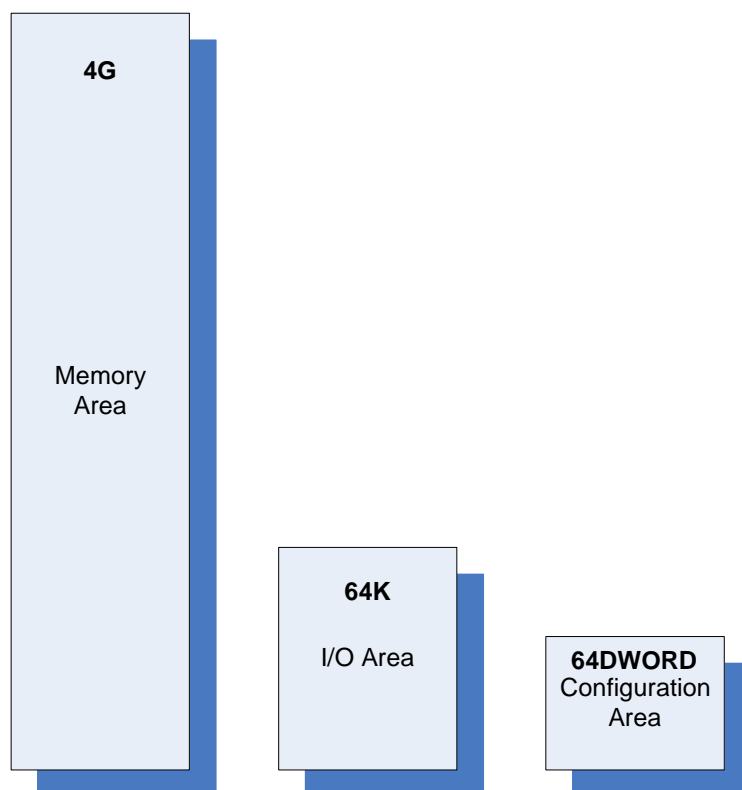 4G
Memory
Area
64K
I/O Area
64DWORD
Configuration
Area